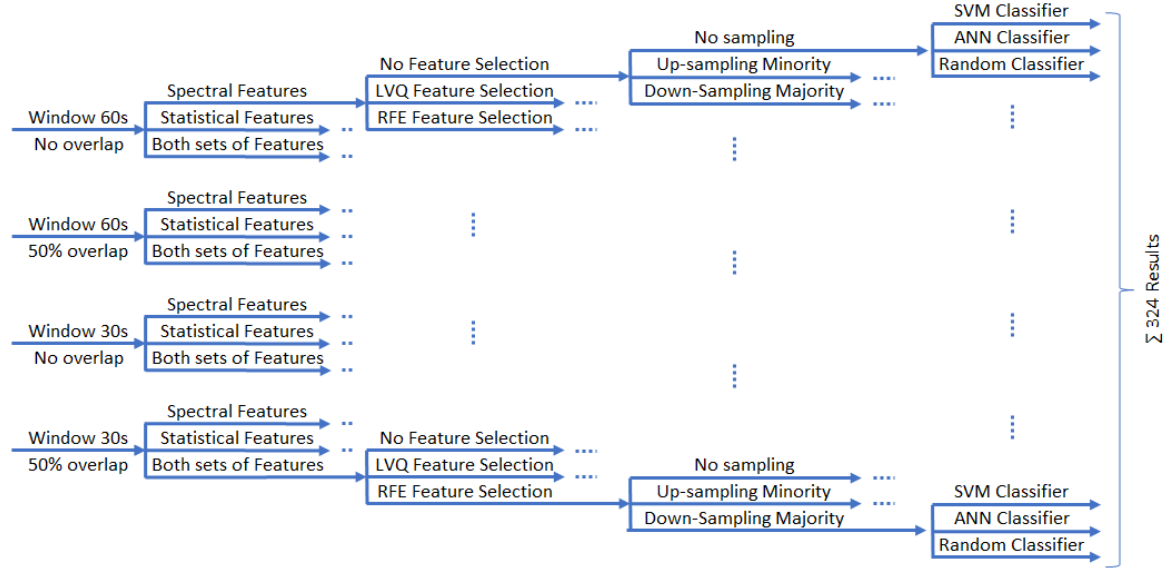 SVM Classifier
No sampling
ANN Classifier
No Feature Selection
Up-sampling Minority
Random Classifier
Spectral Features
LVQ Feature Selection
Down-Sampling Majority
Window 60s
Statistical Features
RFE Feature Selection
No overlap
Both sets of Features
Spectral Features
Window 60s
Statistical Features
50% overlap
Both sets of Features
∑ 324 Results
Spectral Features
Window 30s
Statistical Features
No overlap
Both sets of Features
Spectral Features
Window 30s
Statistical Features
No Feature Selection
50% overlap
Both sets of Features
LVQ Feature Selection
No sampling
RFE Feature Selection
Up-sampling Minority
SVM Classifier
Down-Sampling Majority
ANN Classifier
Random Classifier